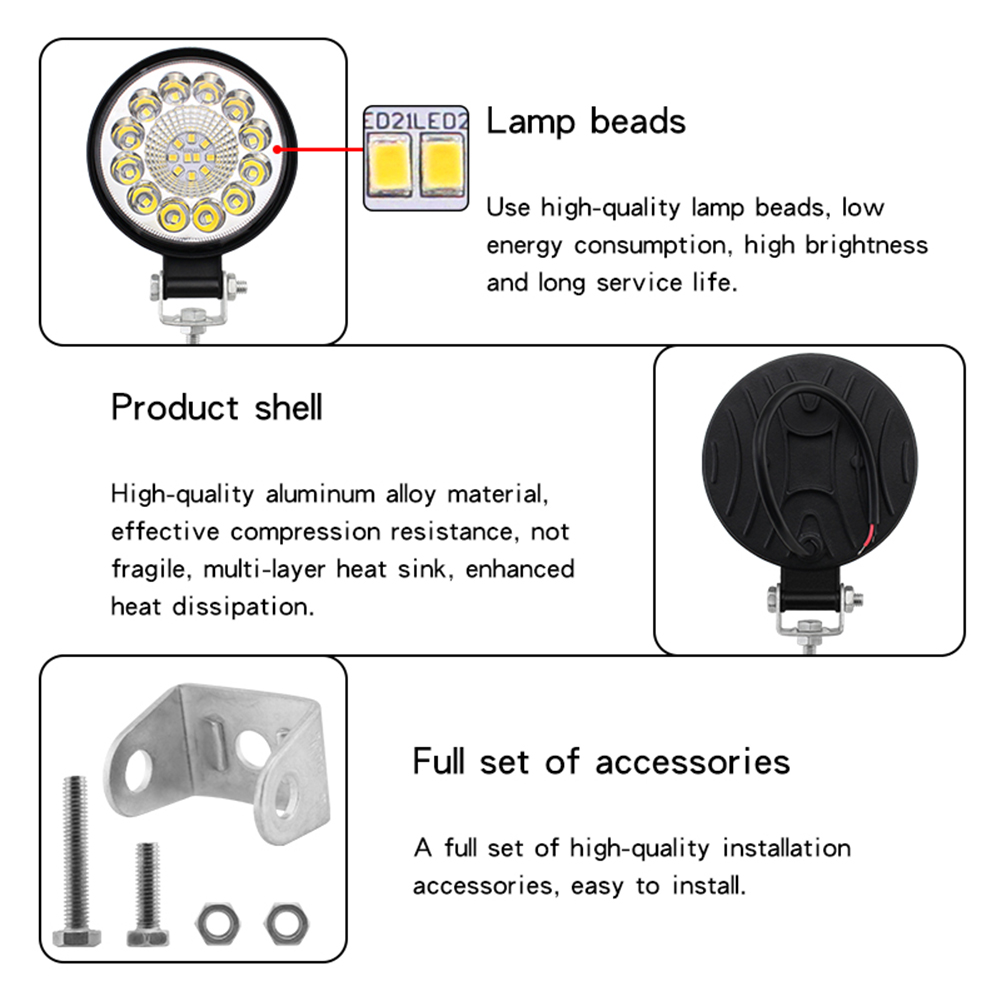 ED21LED2
Lamp beads
Use high-quality lamp beads, low
energy consumption, high brightness
and long service life.
Product shell
High-quality aluminum alloy material,
effective compression resistance, not
fragile, multi-layer heat sink, enhanced
heat dissipation.
Full set of accessories
A full set of high-quality installation
accessories, easy to install.